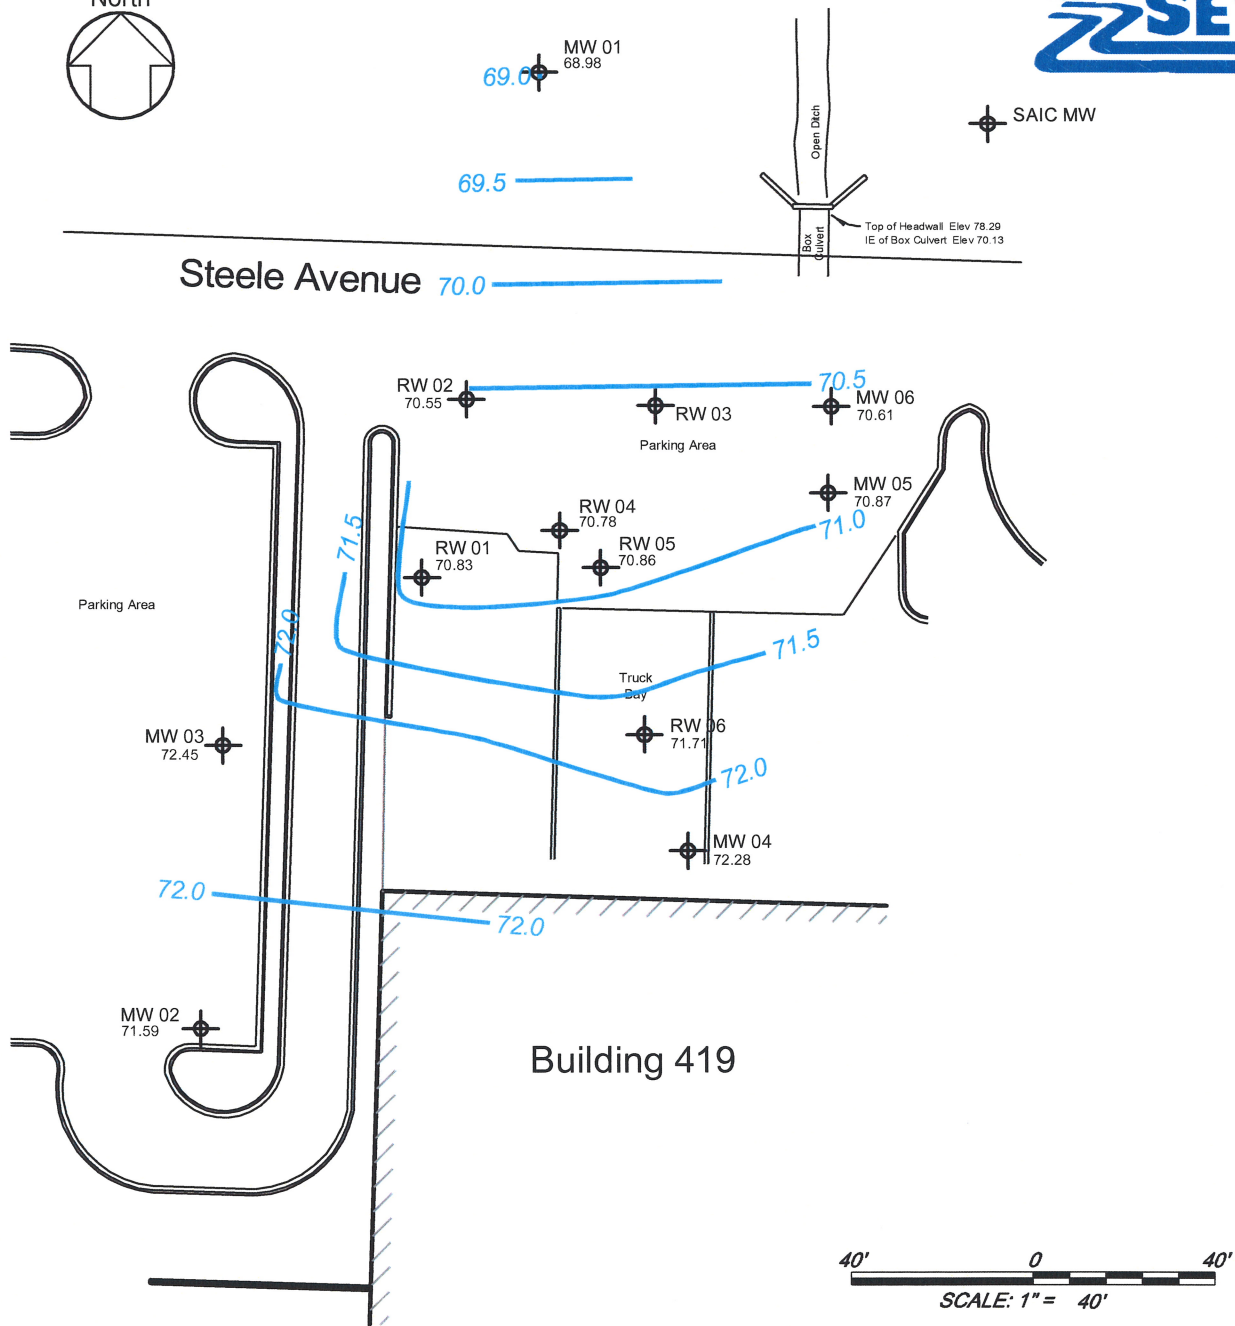 North
SE
MW 01
68.98
69.0
SAIC MW
Open Ditch
69.5
Top of Headwall Elev 78.29
IE of Box Culvert Elev 70.13
Box
Culvert
Steele Avenue
70.0
70.5
RW 02
70.55
RW 03
MW 06
70.61
Parking Area
MW 05
70.87
RW 04
70.78
71.0
71.5
RW 01
70.83
RW 05
70.86
Parking Area
72.0
71.5
Truck
Bay
RW 06
71.71
MW 03
72.45
72.0
MW 04
72.28
72.0
72.0
MW 02
71.59
Building 419
40'
0
40'
SCALE: 1" = 40'